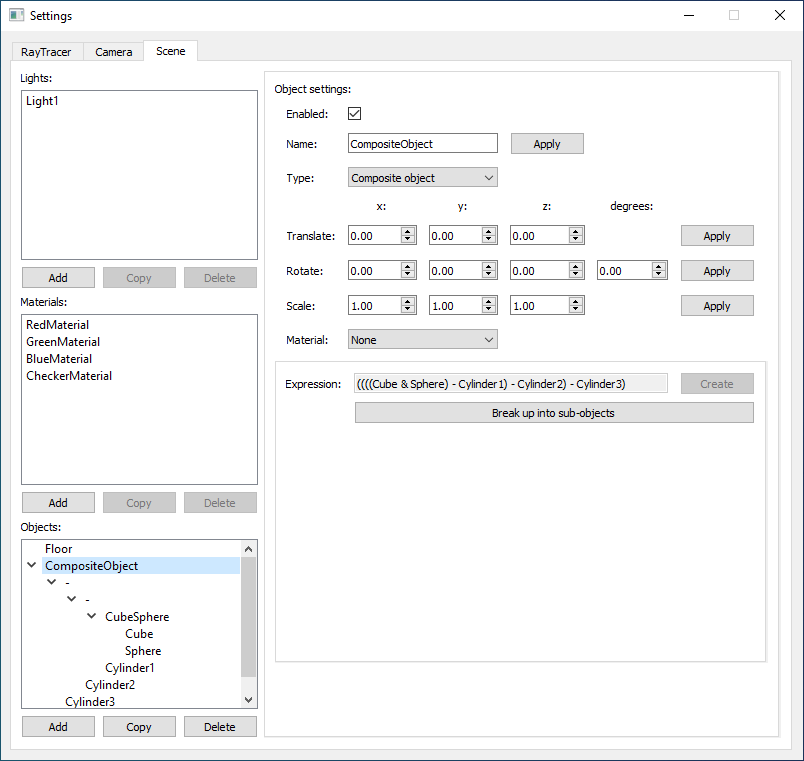 Settings
RayTracer Camera Scene
Lights:
Light1
Add Copy Delete
Materials:
RedMaterial
GreenMaterial
BlueMaterial
CheckerMaterial
Add Copy Delete
Objects:
Floor
CompositeObject
-
-
CubeSphere
Cube
Sphere
Cylinder1
Cylinder2
Cylinder3
Add Copy Delete
Object settings:
Enabled:
Name: CompositeObject Apply
Type: Composite object
x: y: z: degrees:
Translate: 0.00 0.00 0.00 Apply
Rotate: 0.00 0.00 0.00 0.00 Apply
Scale: 1.00 1.00 1.00 Apply
Material: None
Expression: ((((Cube & Sphere) - Cylinder1) - Cylinder2) - Cylinder3) Create
Break up into sub-objects